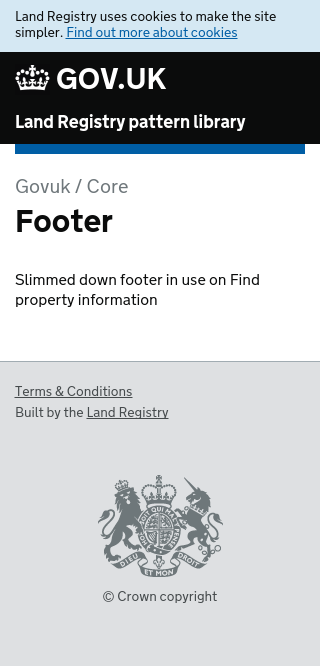 Land Registry uses cookies to make the site
simpler. Find out more about cookies
GOV.UK
Land Registry pattern library
Govuk / Core
Footer
Slimmed down footer in use on Find
property information
Terms & Conditions
Built by the Land Registry
DIEU ET MON DROIT
© Crown copyright